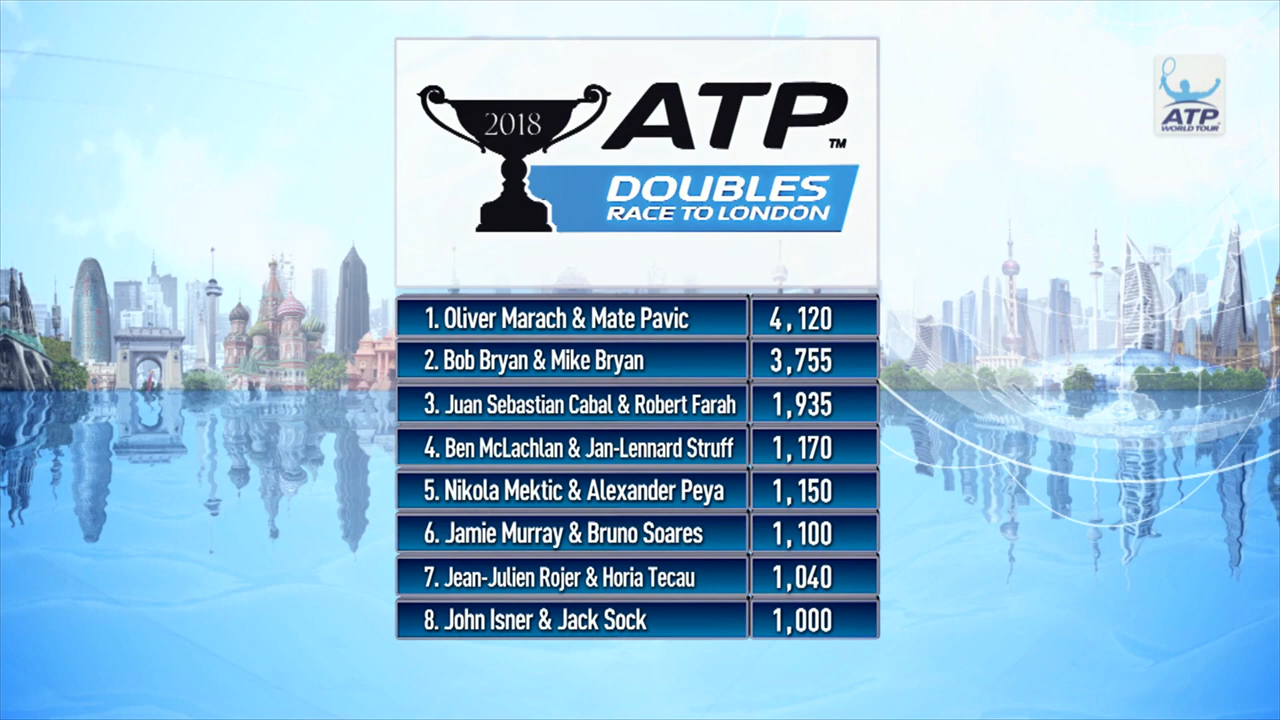 2018
ATP™
DOUBLES
RACE TO LONDON
ATP
WORLD TOUR
1. Oliver Marach & Mate Pavic 4,120
2. Bob Bryan & Mike Bryan 3,755
3. Juan Sebastian Cabal & Robert Farah 1,935
4. Ben McLachlan & Jan-Lennard Struff 1,170
5. Nikola Mektic & Alexander Peya 1,150
6. Jamie Murray & Bruno Soares 1,100
7. Jean-Julien Rojer & Horia Tecau 1,040
8. John Isner & Jack Sock 1,000